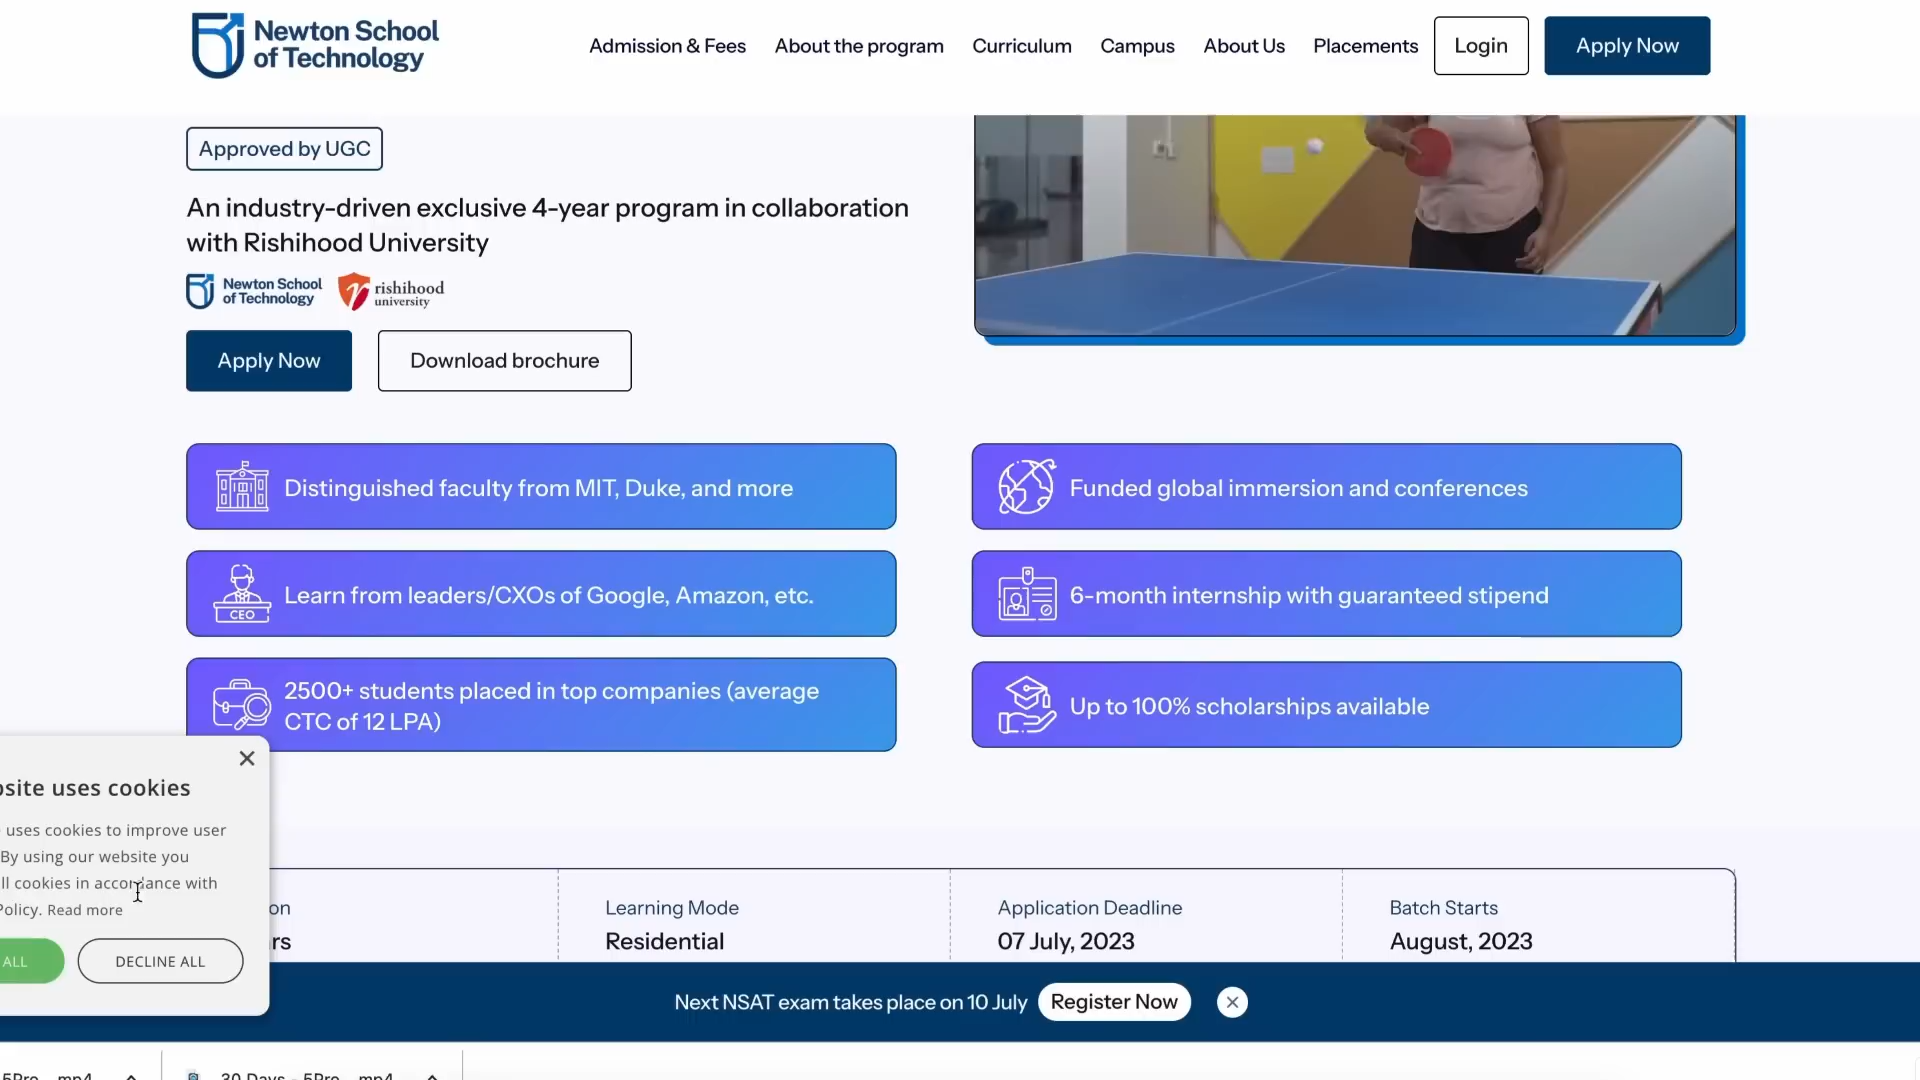 Newton School
of Technology
Admission & Fees
About the program
Curriculum
Campus
About Us
Placements
Login
Apply Now
Approved by UGC
An industry-driven exclusive 4-year program in collaboration
with Rishihood University
Newton School
of Technology
rishihood
university
Apply Now
Download brochure
Distinguished faculty from MIT, Duke, and more
Funded global immersion and conferences
CEO
Learn from leaders/CXOs of Google, Amazon, etc.
6-month internship with guaranteed stipend
2500+ students placed in top companies (average
CTC of 12 LPA)
Up to 100% scholarships available
site uses cookies
uses cookies to improve user
By using our website you
ll cookies in accordance with
Policy. Read more
ALL
DECLINE ALL
on
rs
Learning Mode
Residential
Application Deadline
07 July, 2023
Batch Starts
August, 2023
Next NSAT exam takes place on 10 July
Register Now
5Pro....mp4
30 Days - 5Pro....mp4